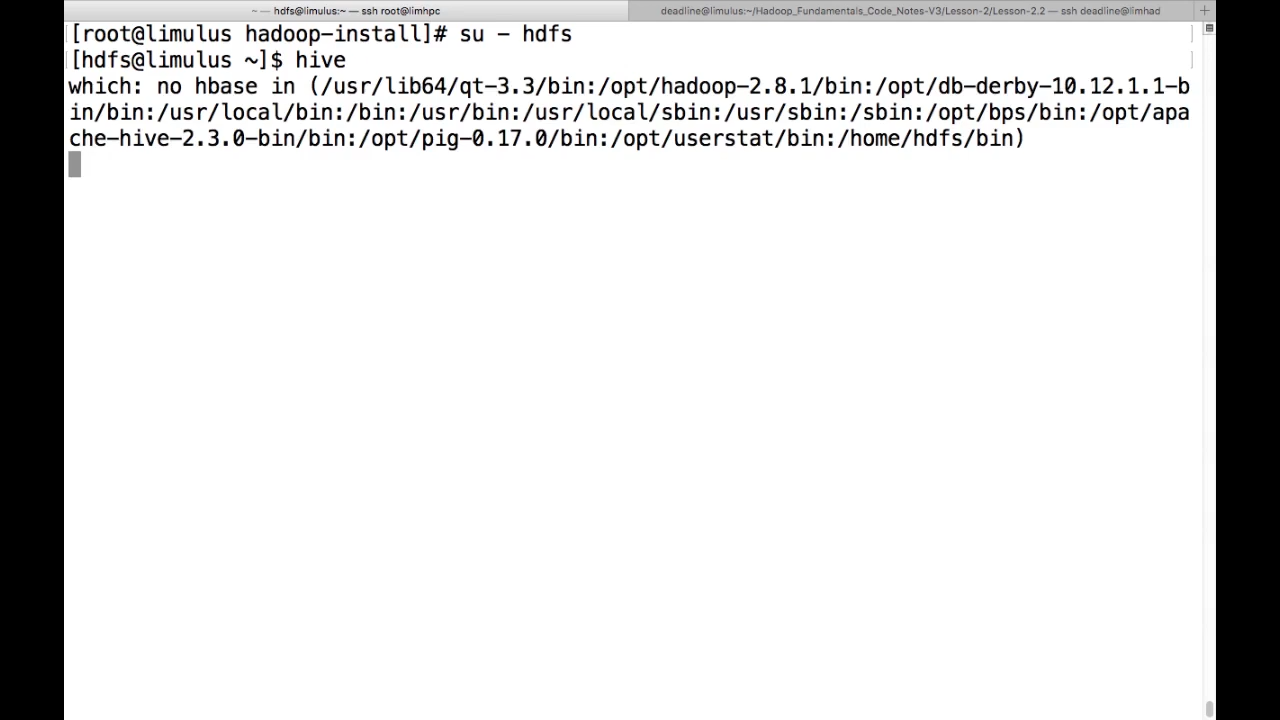 ~ — hdfs@limulus:~ — ssh root@limhpc
deadline@limulus:~/Hadoop_Fundamentals_Code_Notes-V3/Lesson-2/Lesson-2.2 — ssh deadline@limhad
+
[root@limulus hadoop-install]# su - hdfs ]
[hdfs@limulus ~]$ hive ]
which: no hbase in (/usr/lib64/qt-3.3/bin:/opt/hadoop-2.8.1/bin:/opt/db-derby-10.12.1.1-b
in/bin:/usr/local/bin:/bin:/usr/bin:/usr/local/sbin:/usr/sbin:/sbin:/opt/bps/bin:/opt/apa
che-hive-2.3.0-bin/bin:/opt/pig-0.17.0/bin:/opt/userstat/bin:/home/hdfs/bin)